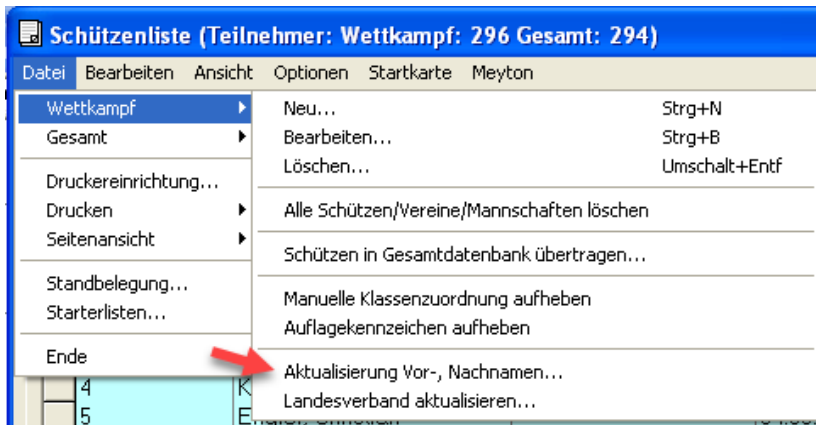 Schützenliste (Teilnehmer: Wettkampf: 296 Gesamt: 294)
Datei Bearbeiten Ansicht Optionen Startkarte Meyton
Wettkampf
Gesamt
Druckereinrichtung...
Drucken
Seitenansicht
Standbelegung...
Starterlisten...
Ende
Neu... Strg+N
Bearbeiten... Strg+B
Löschen... Umschalt+Entf
Alle Schützen/Vereine/Mannschaften löschen
Schützen in Gesamtdatenbank übertragen...
Manuelle Klassenzuordnung aufheben
Auflagekennzeichen aufheben
Aktualisierung Vor-, Nachnamen...
Landesverband aktualisieren...
4 K
5